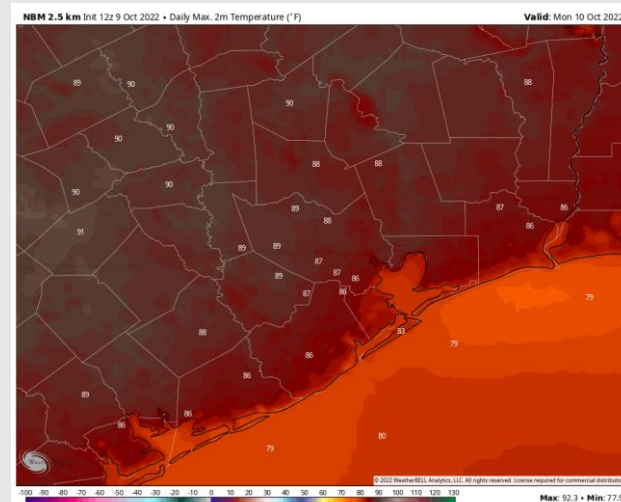 NBM 2.5 km Init 12z 9 Oct 2022 • Daily Max. 2m Temperature (°F)
Valid: Mon 10 Oct 2022
89 90 88
90
90 90
88 88
90 90
89 87 86
88 86
91
89 89
87
89 87 86
87 86 79
88 83
79
86
86
89
86 86
80
79
© 2022 WeatherBELL Analytics, LLC. All rights reserved. License required for commercial distributio
-100 -90 -80 -70 -60 -50 -40 -30 -20 -10 0 10 20 30 40 50 60 70 80 90 100 110 120 130
Max: 92.3 • Min: 77.9